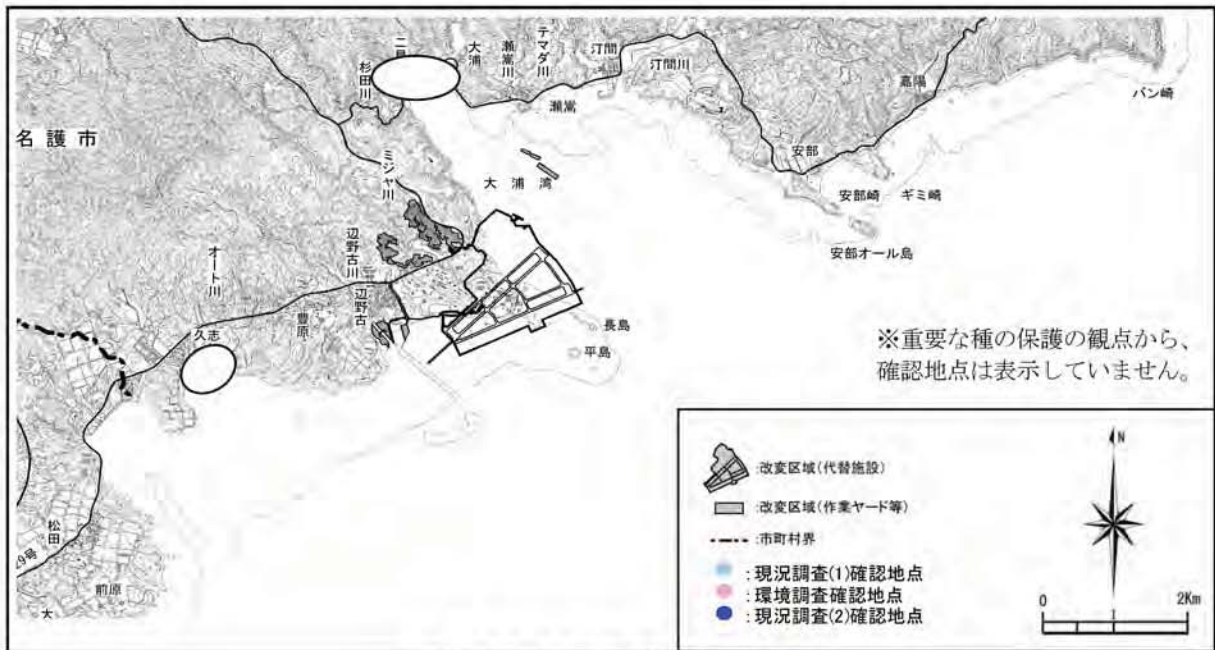 二見
大浦
瀬嵩川
テマダ川
汀間
汀間川
杉田川
嘉陽
バン崎
瀬嵩
名護市
安部
ミジャ川
大浦湾
安部崎
ギミ崎
安部オール島
オート川
辺野古川
辺野古
豊原
長島
平島
久志
※重要な種の保護の観点から、
確認地点は表示していません。
:改変区域(代替施設)
:改変区域(作業ヤード等)
:市町村界
:現況調査(1)確認地点
:環境調査確認地点
:現況調査(2)確認地点
N
0 1 2Km
松田
29号
前原
大